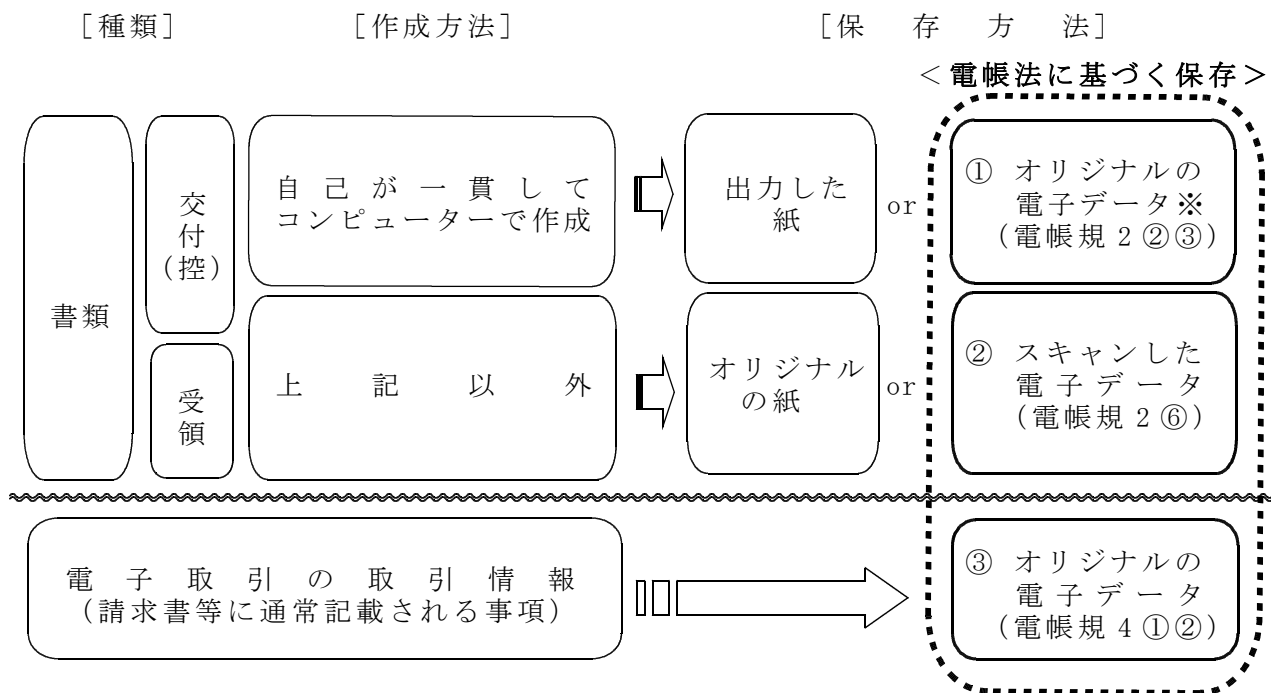 [種類]
[作成方法]
[保存方法]
<電帳法に基づく保存>
書類
交付(控)
自己が一貫して
コンピューターで作成
出力した
紙
or
① オリジナルの
電子データ※
(電帳規2②③)
受領
上記以外
オリジナル
の紙
or
② スキャンした
電子データ
(電帳規2⑥)
電子取引の取引情報
(請求書等に通常記載される事項)
③ オリジナルの
電子データ
(電帳規4①②)